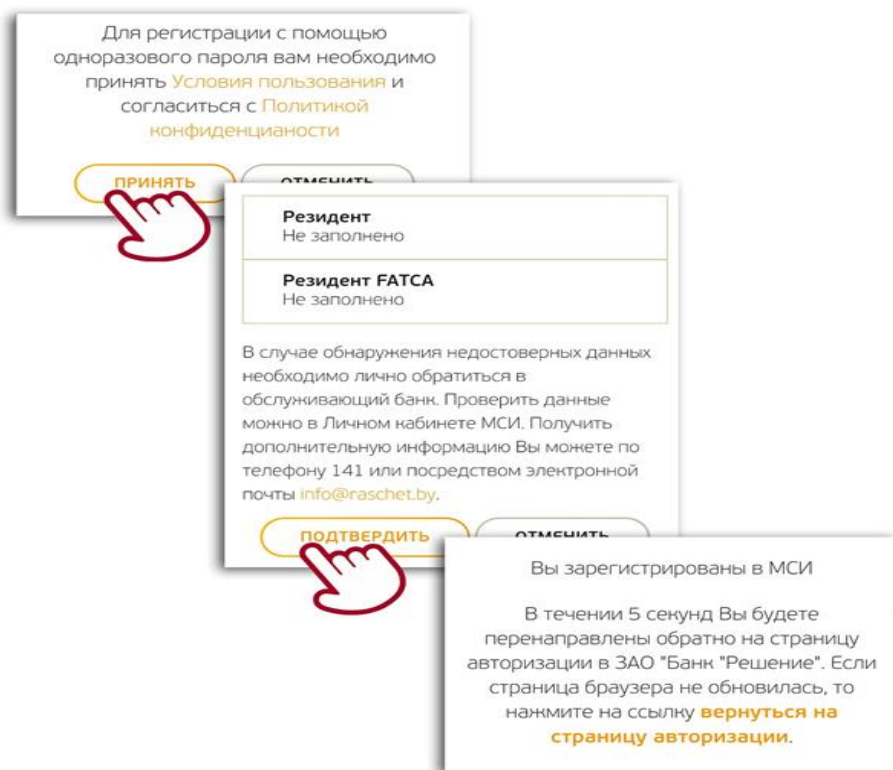 Для регистрации с помощью
одноразового пароля вам необходимо
принять Условия пользования и
согласиться с Политикой
конфиденцианости
ПРИНЯТЬ
ОТМЕНИТЬ
Резидент
Не заполнено
Резидент FATCA
Не заполнено
В случае обнаружения недостоверных данных
необходимо лично обратиться в
обслуживающий банк. Проверить данные
можно в Личном кабинете МСИ. Получить
дополнительную информацию Вы можете по
телефону 141 или посредством электронной
почты info@raschet.by.
ПОДТВЕРДИТЬ
ОТМЕНИТЬ
Вы зарегистрированы в МСИ
В течении 5 секунд Вы будете
перенаправлены обратно на страницу
авторизации в ЗАО "Банк "Решение". Если
страница браузера не обновилась, то
нажмите на ссылку вернуться на
страницу авторизации.